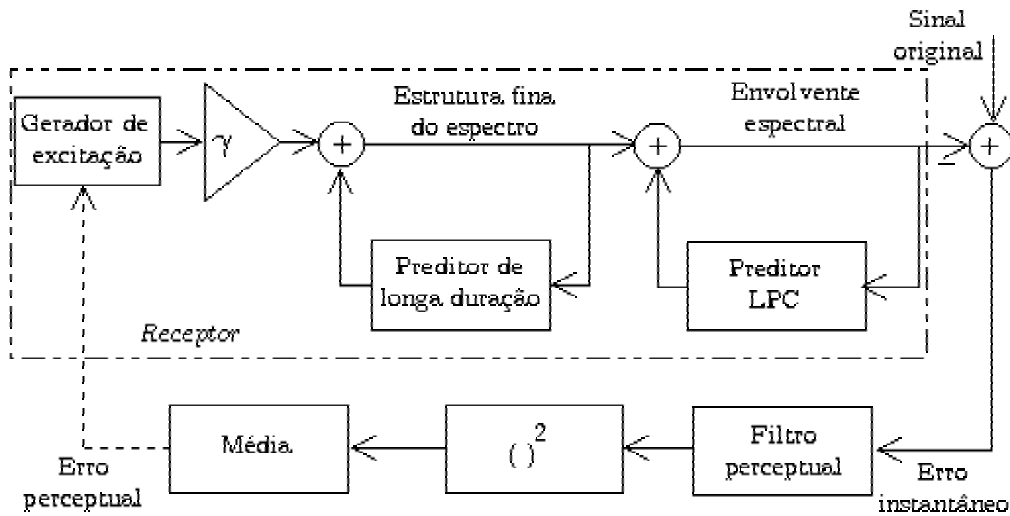 Sinal
original
Gerador de
excitação
γ
+
Estrutura fina
do espectro
+
Envolvente
espectral
−
+
Preditor de
longa duração
Preditor
LPC
Receptor
Média
( )²
Filtro
perceptual
Erro
perceptual
Erro
instantâneo